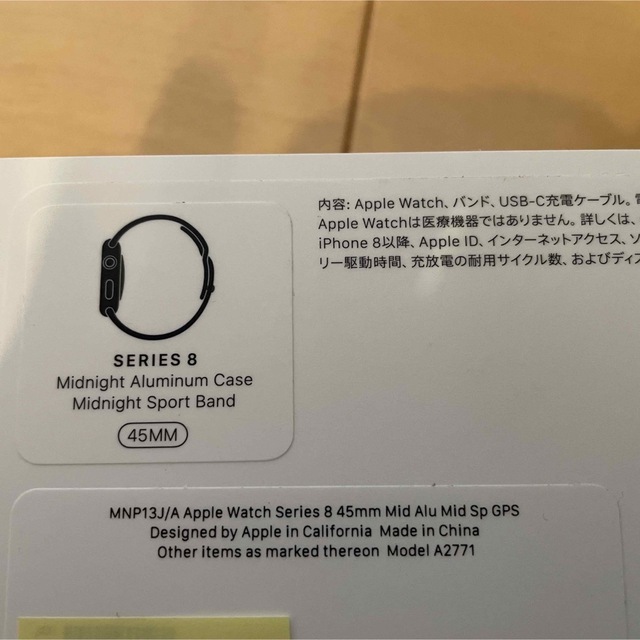 内容: Apple Watch、バンド、USB-C充電ケーブル。
Apple Watchは医療機器ではありません。詳しくは、
iPhone 8以降、Apple ID、インターネットアクセス、ソ
リー駆動時間、充放電の耐用サイクル数、およびディス
SERIES 8
Midnight Aluminum Case
Midnight Sport Band
45MM
MNP13J/A Apple Watch Series 8 45mm Mid Alu Mid Sp GPS
Designed by Apple in California Made in China
Other items as marked thereon Model A2771